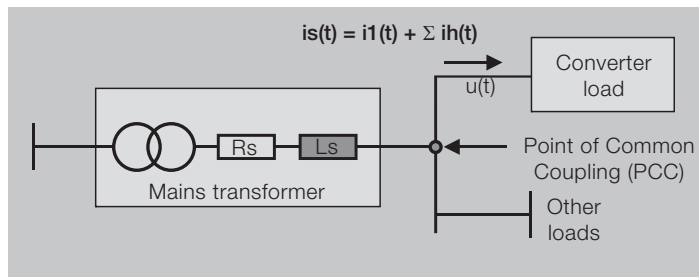 is(t) = i1(t) + Σ ih(t)
Converter
load
u(t)
Rs
Ls
Mains transformer
Point of Common
Coupling (PCC)
Other
loads